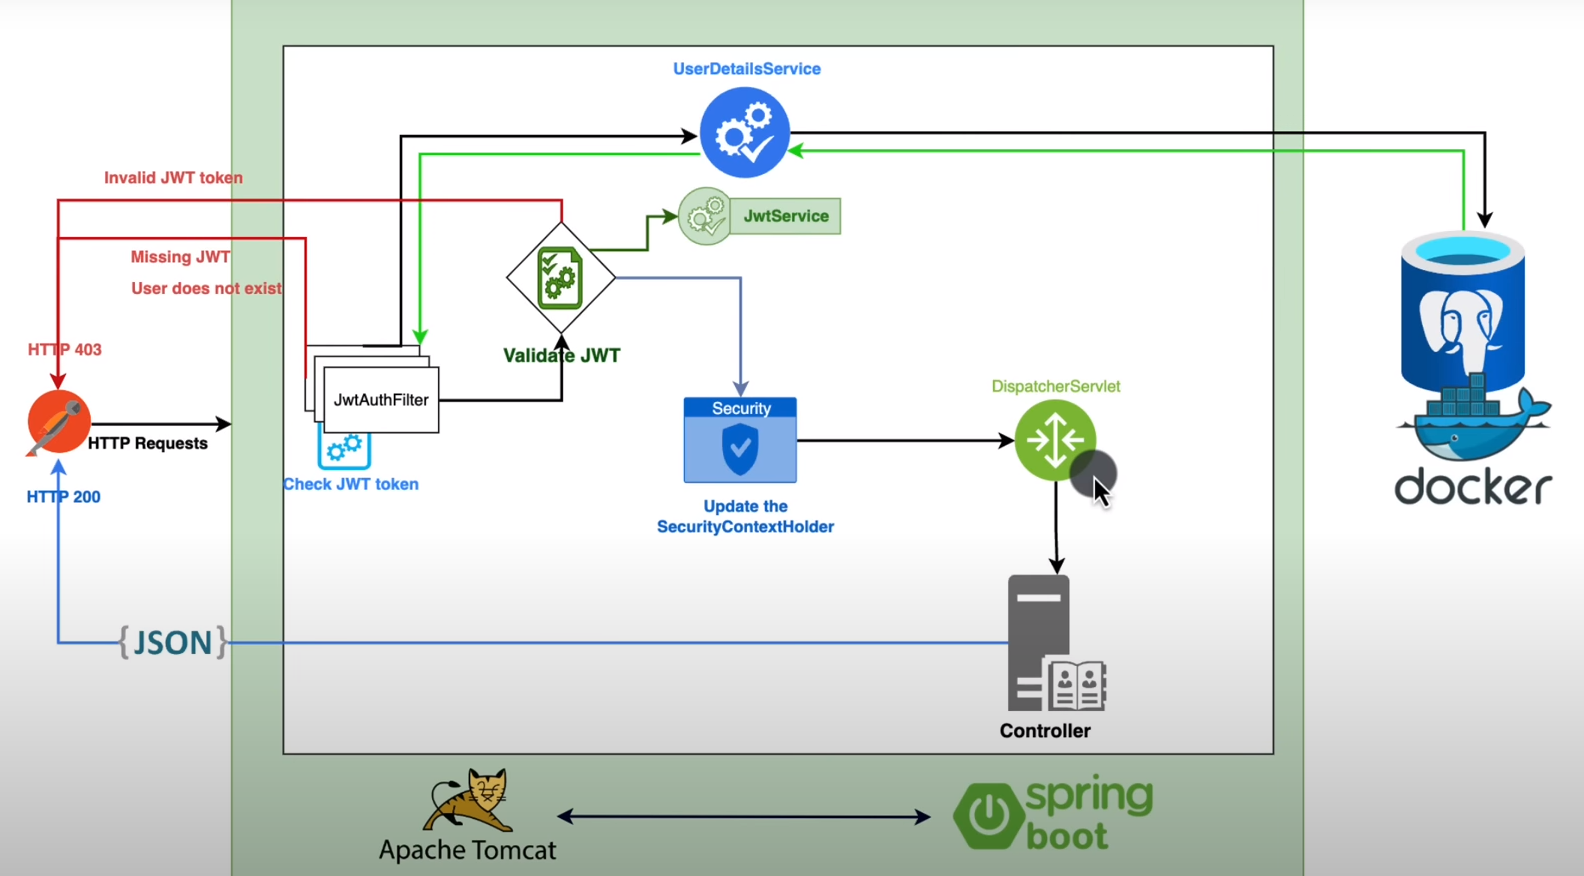 UserDetailsService
Invalid JWT token
JwtService
Missing JWT
User does not exist
HTTP 403
Validate JWT
JwtAuthFilter
DispatcherServlet
Security
HTTP Requests
Check JWT token
HTTP 200
Update the
SecurityContextHolder
docker
{JSON}
Controller
spring
boot
Apache Tomcat